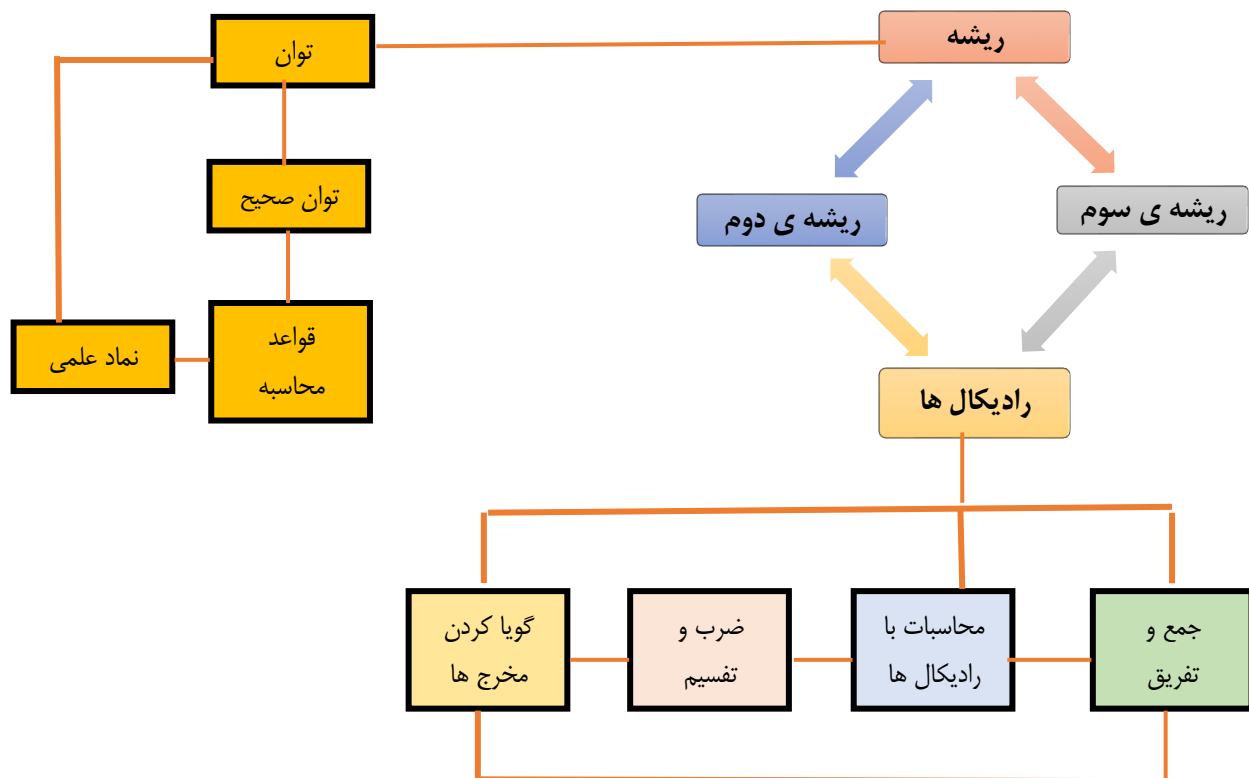 ریشه
توان
توان صحیح
ریشه ی سوم
ریشه ی دوم
قواعد
محاسبه
نماد علمی
رادیکال ها
جمع و
تفریق
محاسبات با
رادیکال ها
ضرب و
تفسیم
گویا کردن
مخرج ها